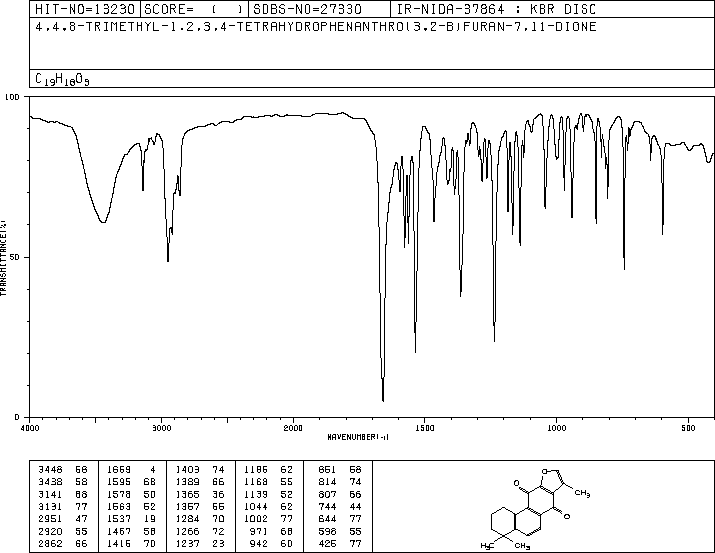 HIT-NO=13230 SCORE= ( ) SDBS-NO=27330 IR-NIDA-37864 : KBR DISC
4,4,8-TRIMETHYL-1,2,3,4-TETRAHYDROPHENANTHRO(3,2-B)FURAN-7,11-DIONE
C19H18O3
100
50
0
TRANSMITTANCE(%)
4000 3000 2000 1500 1000 500
WAVENUMBER(-1)
3448 58 1659 4 1403 74 1186 62 851 58
3438 58 1595 68 1389 66 1168 55 814 74
3141 68 1578 50 1365 36 1139 52 807 66
3131 77 1563 52 1357 55 1044 62 744 44
2951 47 1537 19 1284 70 1002 77 644 77
2920 55 1467 58 1266 72 971 68 598 55
2862 66 1416 70 1237 23 942 60 426 77
O
O
CH3
O
H3C CH3